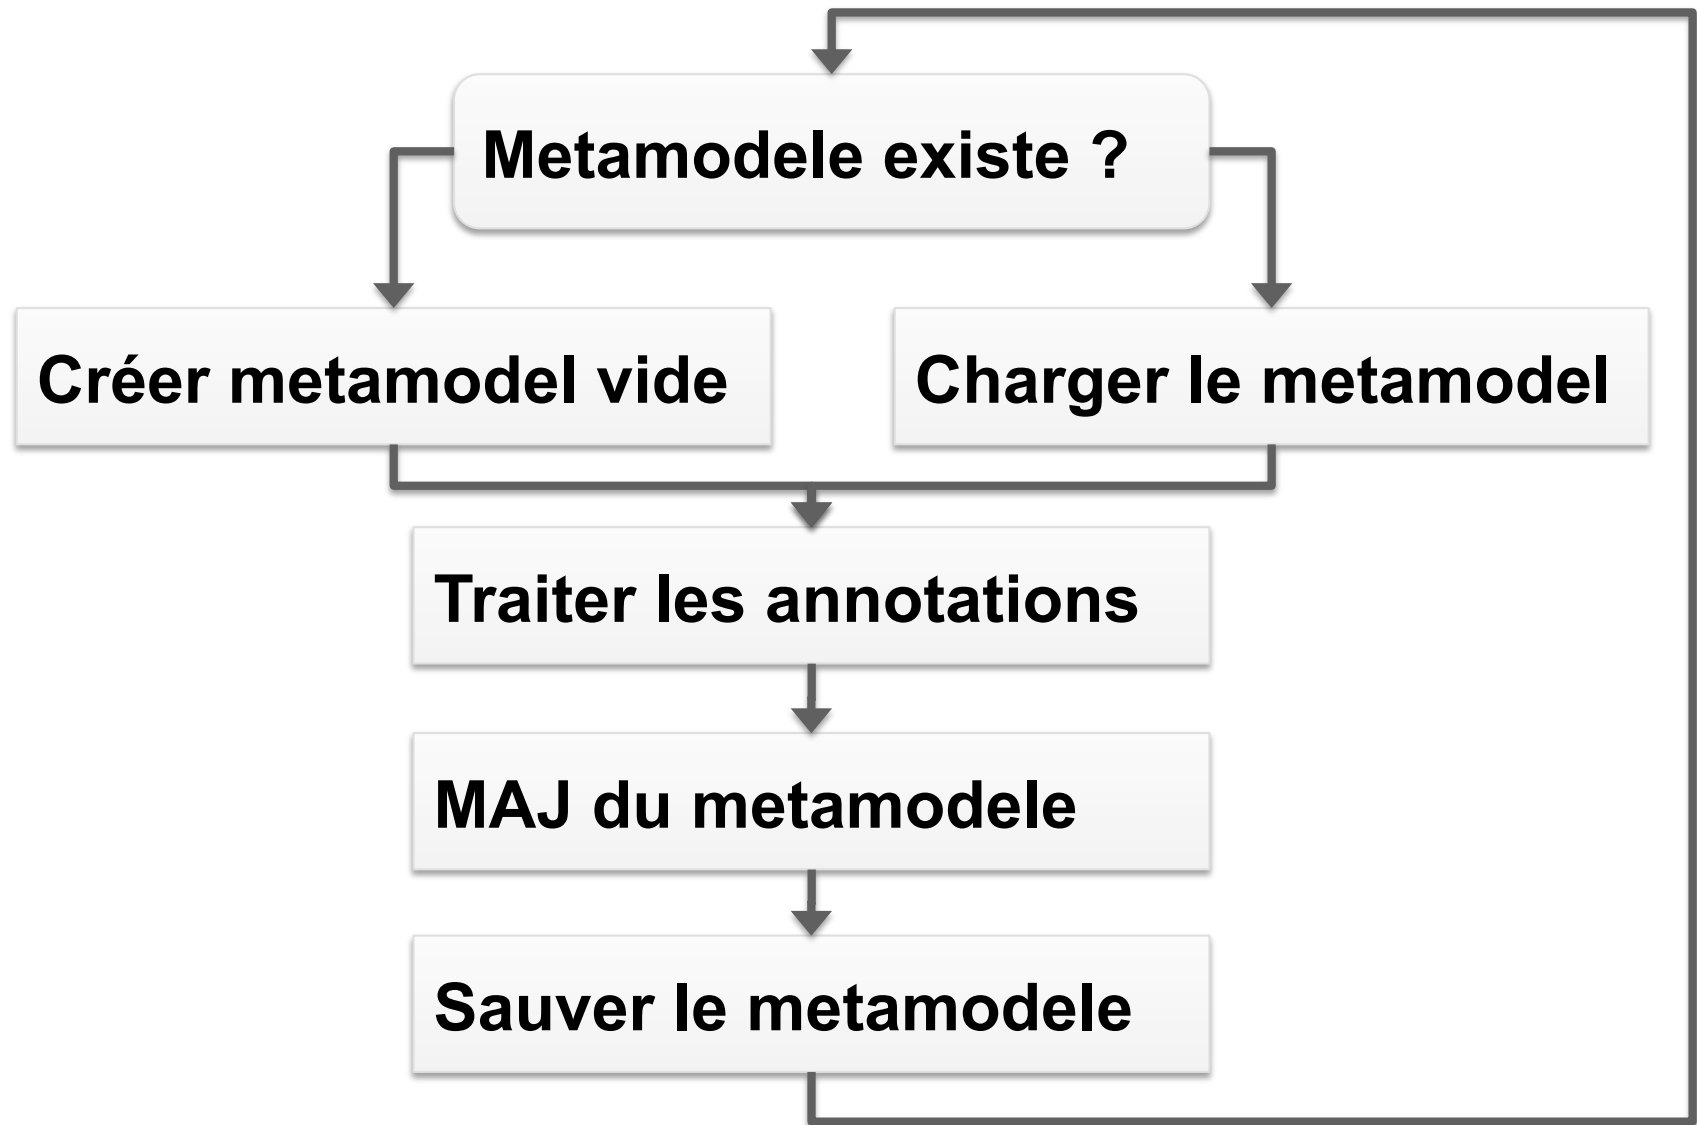 Metamodele existe ?
Créer metamodel vide
Charger le metamodel
Traiter les annotations
MAJ du metamodele
Sauver le metamodele